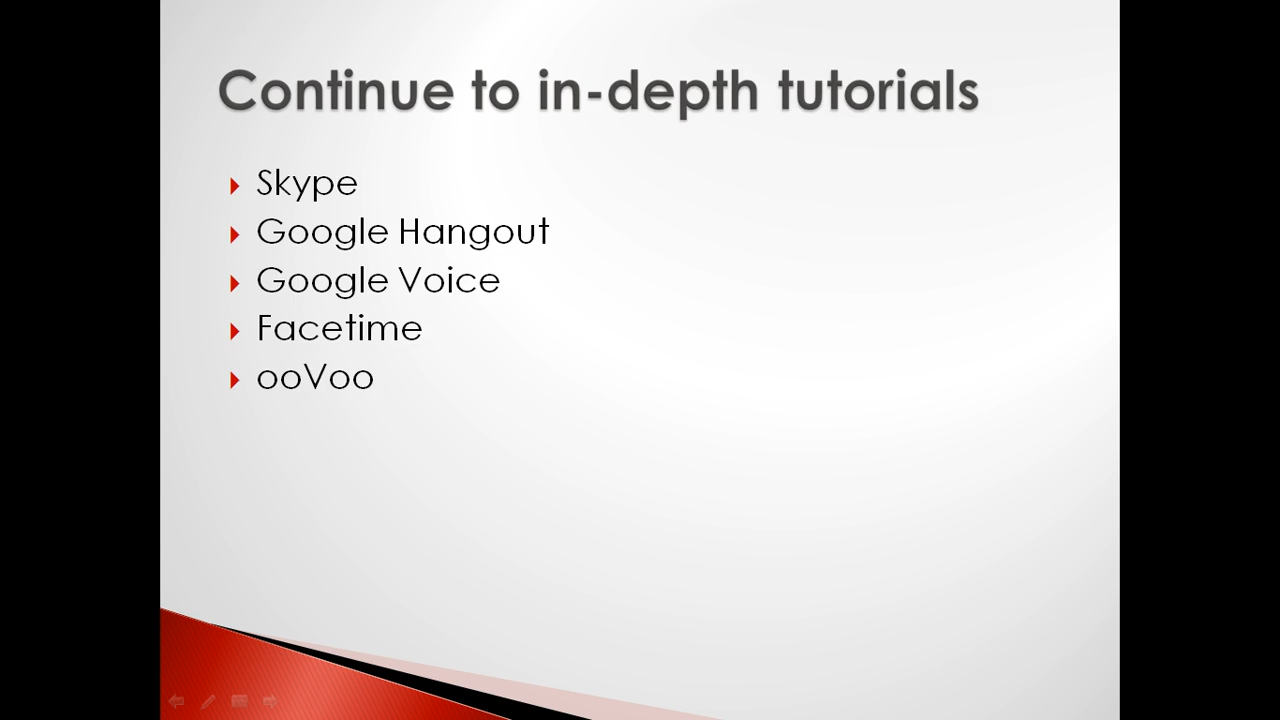 Continue to in-depth tutorials
Skype
Google Hangout
Google Voice
Facetime
ooVoo